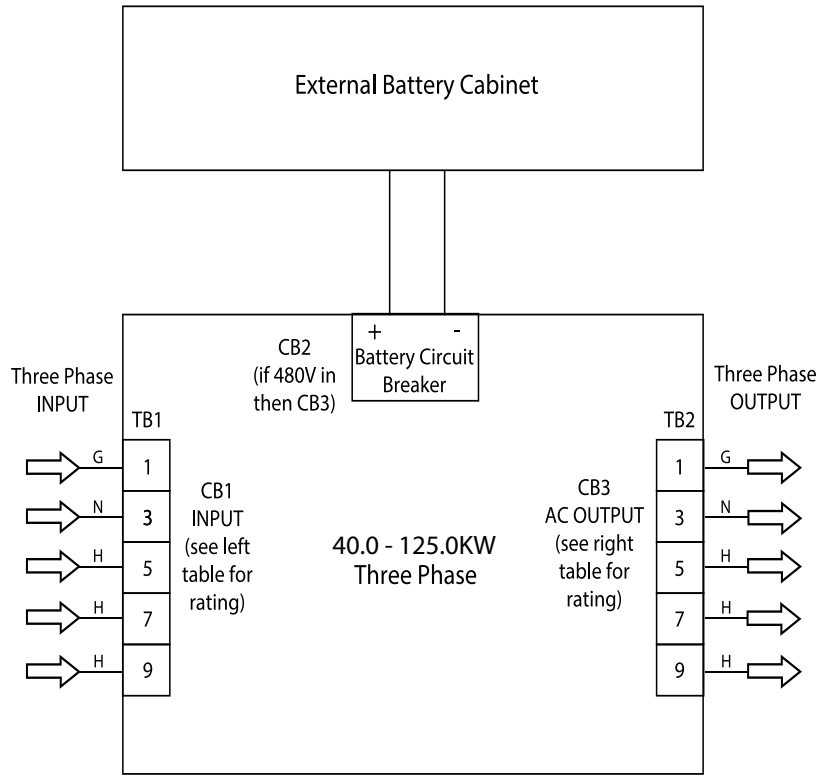 External Battery Cabinet
+ -
Battery Circuit
Breaker
CB2
(if 480V in
then CB3)
Three Phase
INPUT
Three Phase
OUTPUT
TB1
TB2
G
1
N
3
H
5
H
7
H
9
CB1
INPUT
(see left
table for
rating)
40.0 - 125.0KW
Three Phase
CB3
AC OUTPUT
(see right
table for
rating)
1
G
3
N
5
H
7
H
9
H